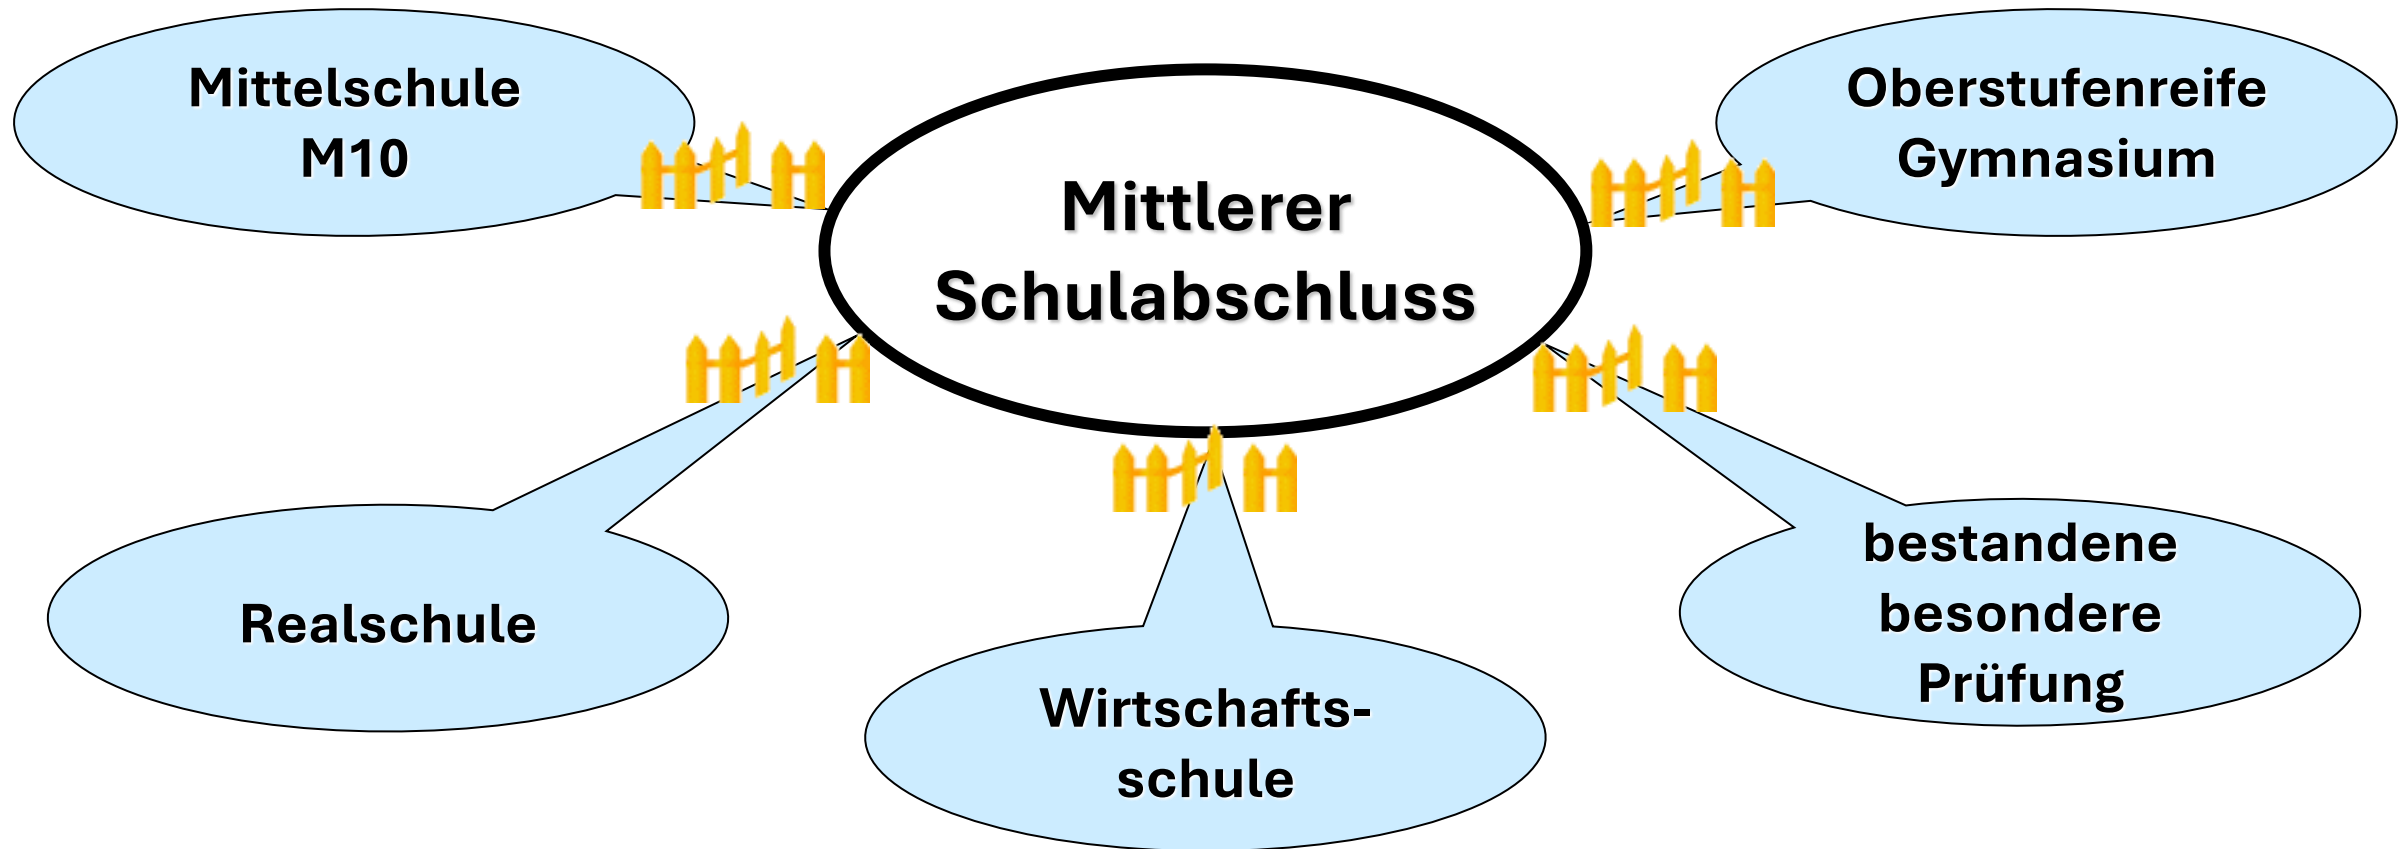 Mittelschule
M10
Oberstufenreife
Gymnasium
Mittlerer
Schulabschluss
Realschule
Wirtschafts-
schule
bestandene
besondere
Prüfung